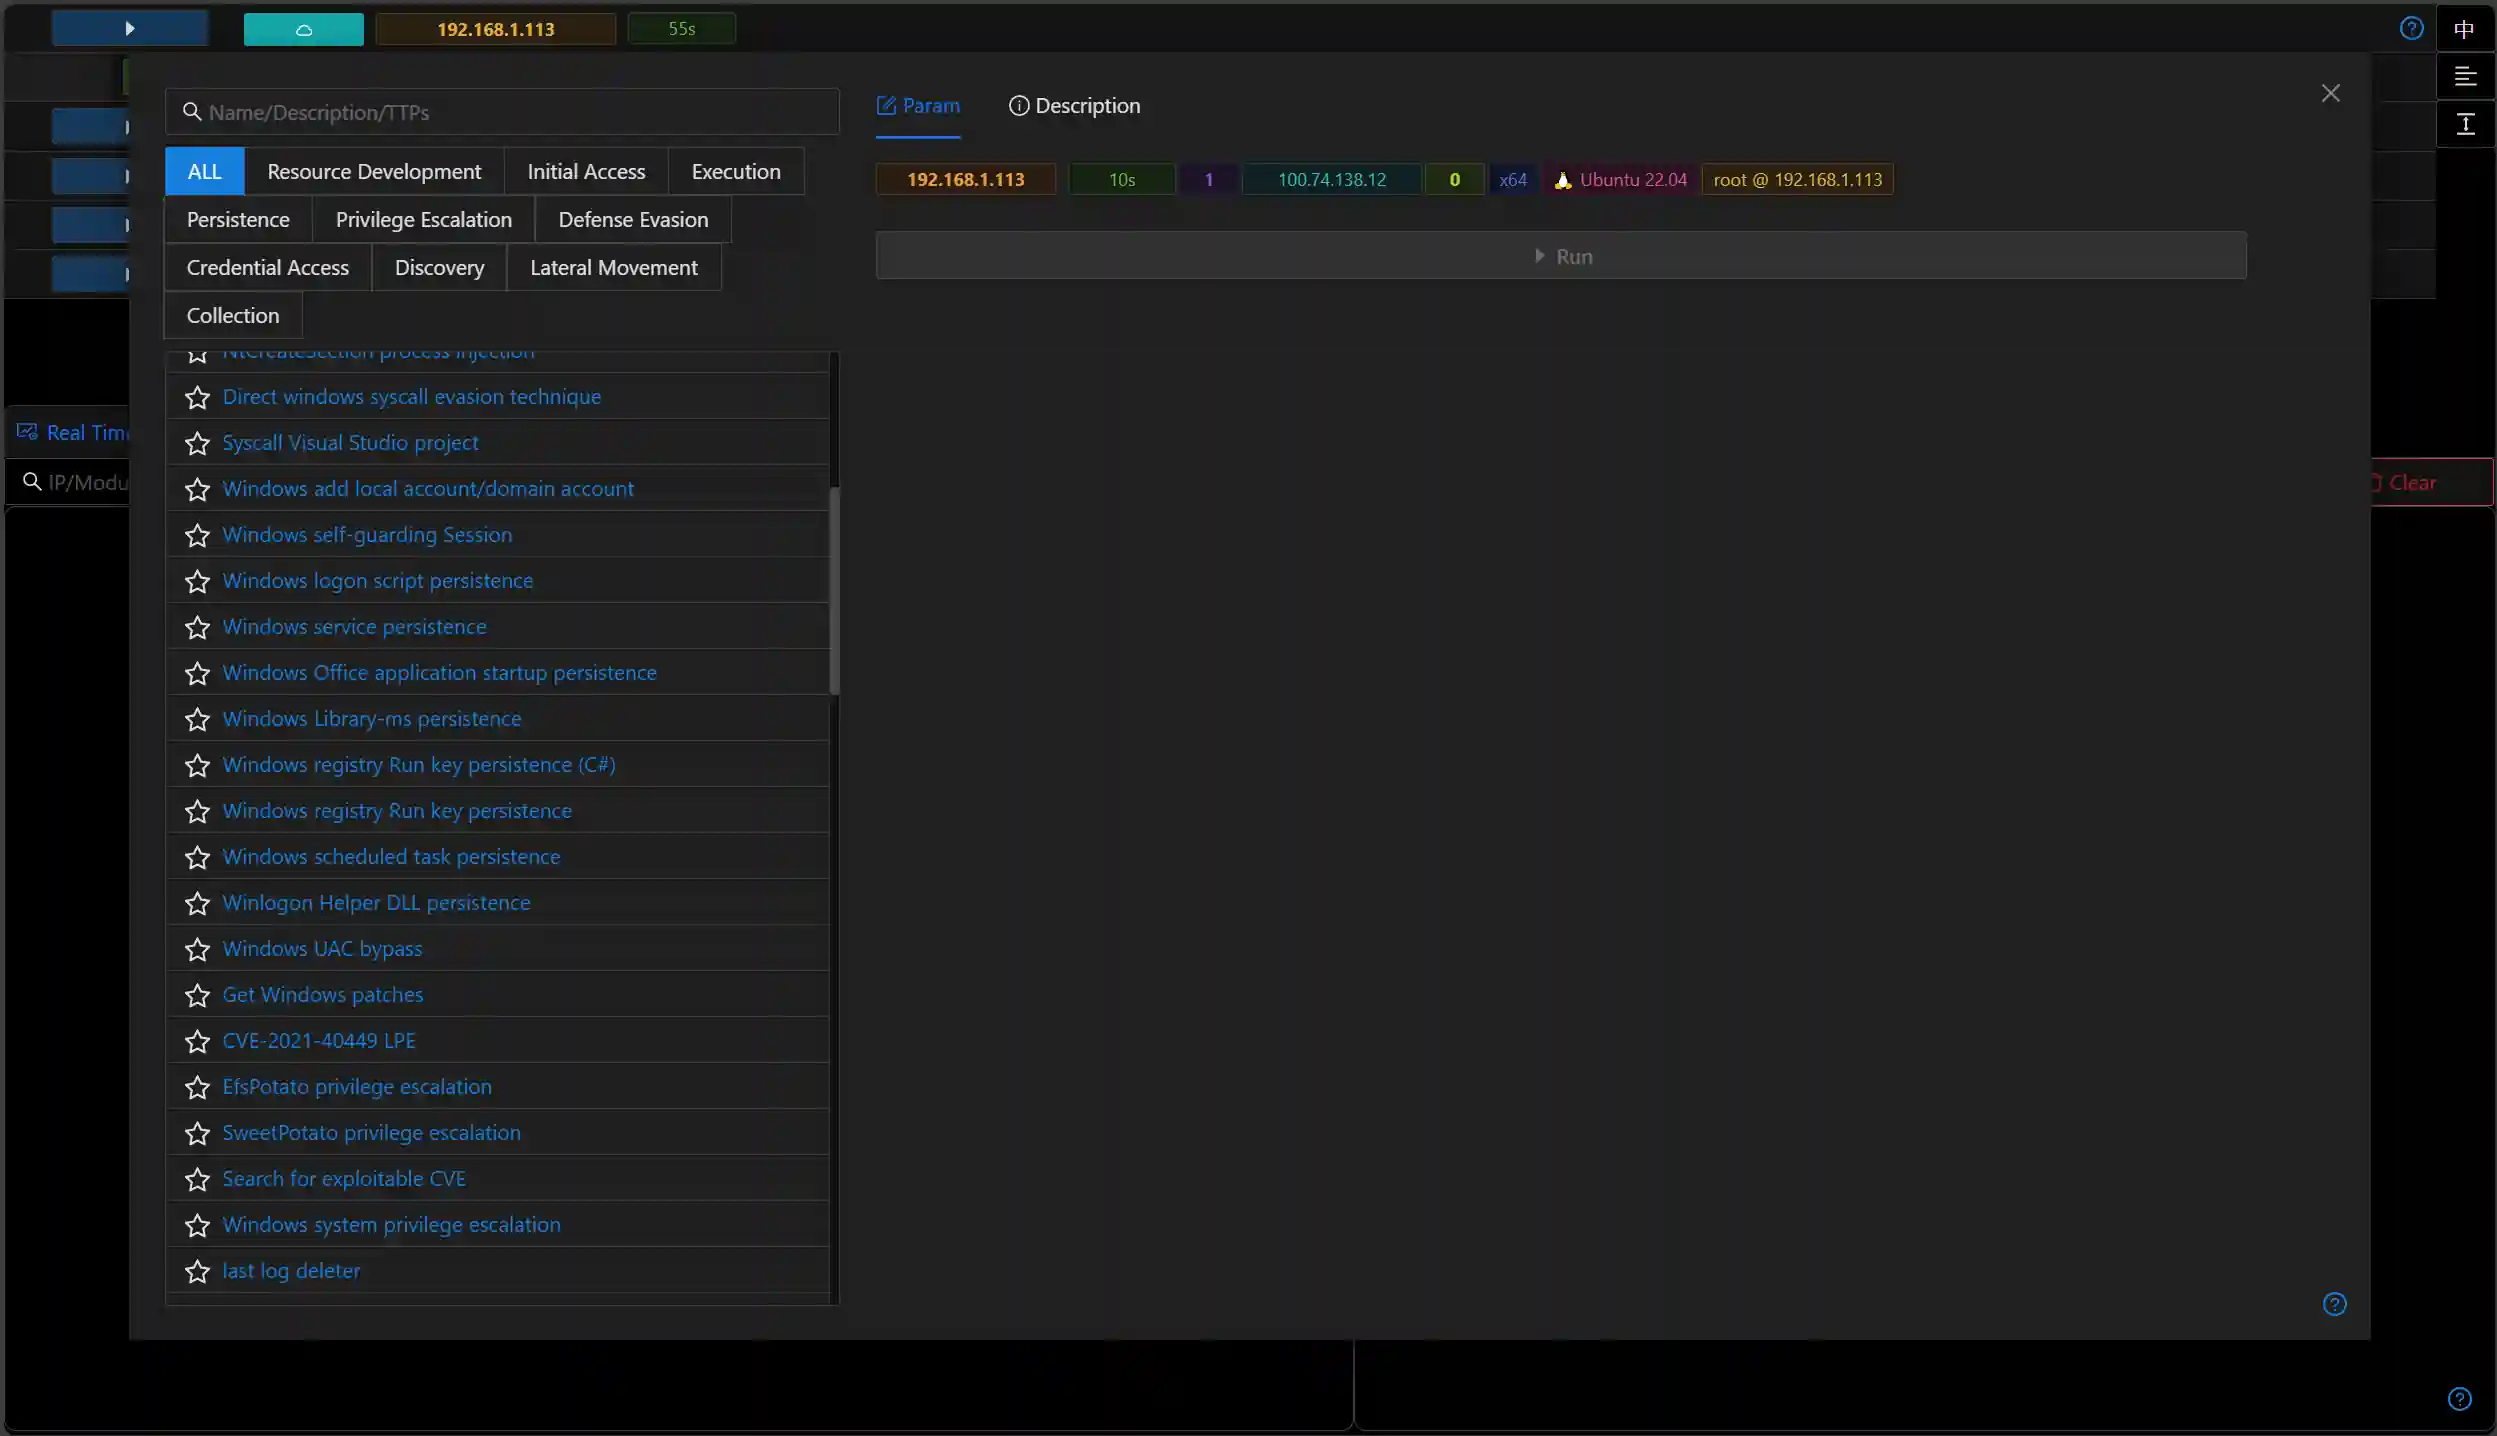 192.168.1.113 55s 中
Name/Description/TTPs
Param Description
ALL Resource Development Initial Access Execution
Persistence Privilege Escalation Defense Evasion
Credential Access Discovery Lateral Movement
Collection
192.168.1.113 10s 1 100.74.138.12 0 x64 Ubuntu 22.04 root @ 192.168.1.113
Run
NtCreateSection process injection
Direct windows syscall evasion technique
Syscall Visual Studio project
Windows add local account/domain account
Windows self-guarding Session
Windows logon script persistence
Windows service persistence
Windows Office application startup persistence
Windows Library-ms persistence
Windows registry Run key persistence (C#)
Windows registry Run key persistence
Windows scheduled task persistence
Winlogon Helper DLL persistence
Windows UAC bypass
Get Windows patches
CVE-2021-40449 LPE
EfsPotato privilege escalation
SweetPotato privilege escalation
Search for exploitable CVE
Windows system privilege escalation
last log deleter
Real Tim
IP/Modu
Clear